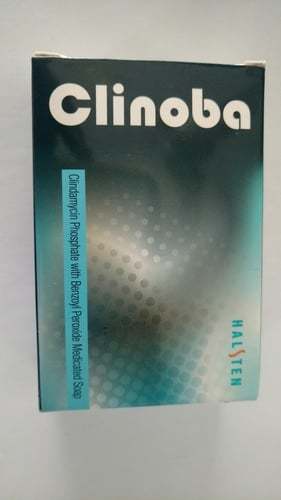 Clinoba
Clindamycin Phosphate with Benzoyl Peroxide Medicated Soap
HALSTEN